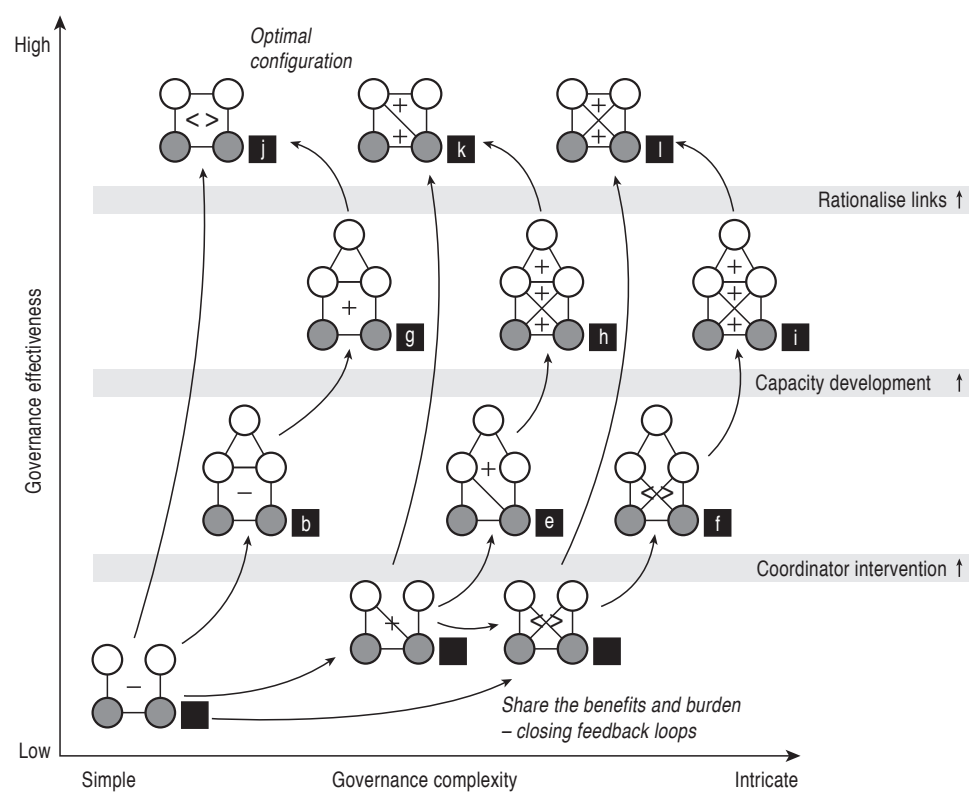 High
Optimal
configuration
< >
+
+
+
+
j
k
l
Rationalise links ↑
+
+
+
+
+
+
+
g
h
i
Governance effectiveness
Capacity development ↑
–
+
< >
b
e
f
Coordinator intervention ↑
+
< >
–
Share the benefits and burden
– closing feedback loops
Low
Simple
Governance complexity
Intricate